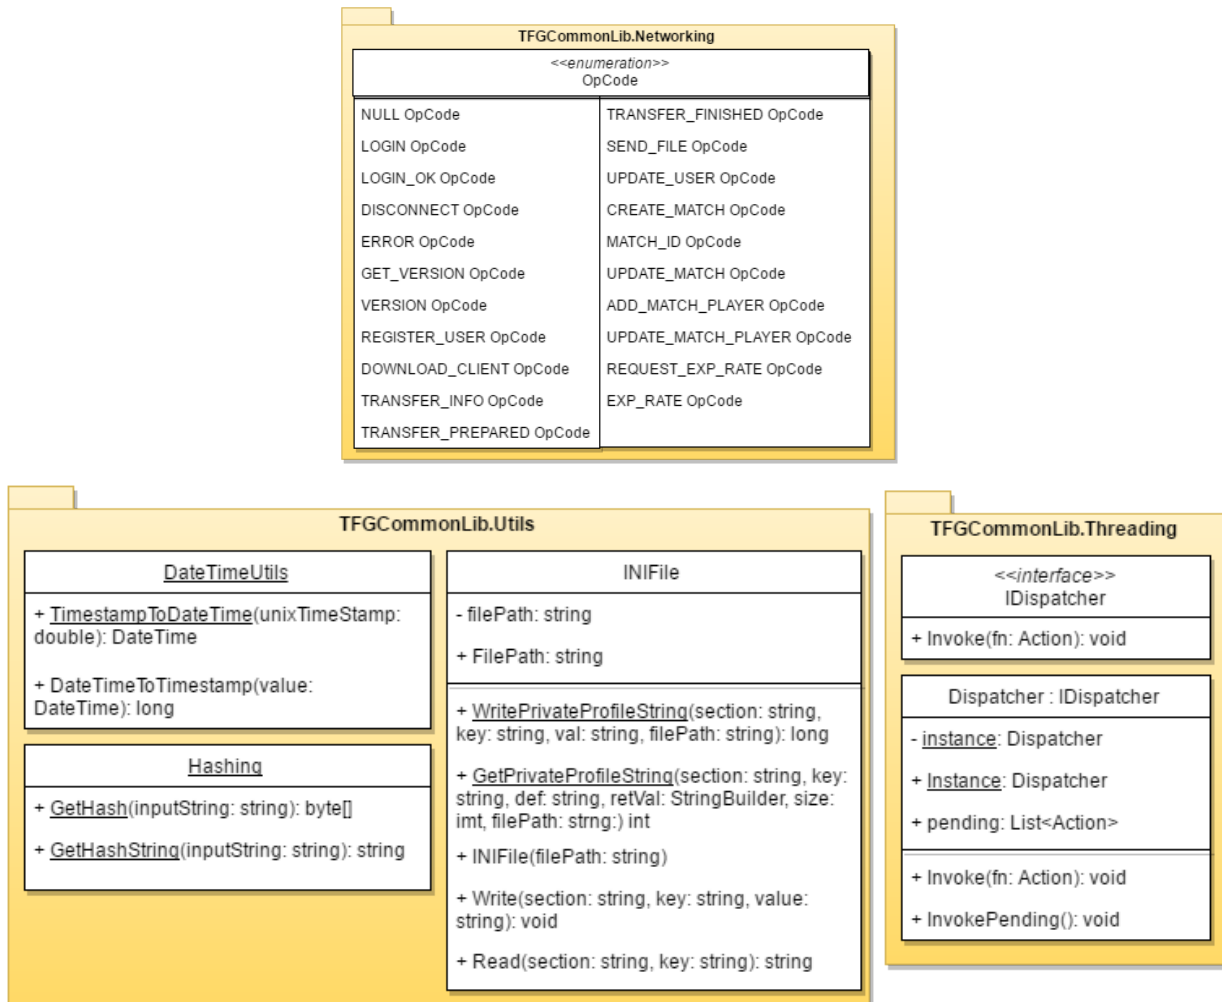 TFGCommonLib.Networking
<<enumeration>>
OpCode
NULL OpCode
LOGIN OpCode
LOGIN_OK OpCode
DISCONNECT OpCode
ERROR OpCode
GET_VERSION OpCode
VERSION OpCode
REGISTER_USER OpCode
DOWNLOAD_CLIENT OpCode
TRANSFER_INFO OpCode
TRANSFER_PREPARED OpCode
TRANSFER_FINISHED OpCode
SEND_FILE OpCode
UPDATE_USER OpCode
CREATE_MATCH OpCode
MATCH_ID OpCode
UPDATE_MATCH OpCode
ADD_MATCH_PLAYER OpCode
UPDATE_MATCH_PLAYER OpCode
REQUEST_EXP_RATE OpCode
EXP_RATE OpCode
TFGCommonLib.Utils
DateTimeUtils
+ TimestampToDateTime(unixTimeStamp:
double): DateTime
+ DateTimeToTimestamp(value:
DateTime): long
Hashing
+ GetHash(inputString: string): byte[]
+ GetHashString(inputString: string): string
INIFile
- filePath: string
+ FilePath: string
+ WritePrivateProfileString(section: string,
key: string, val: string, filePath: string): long
+ GetPrivateProfileString(section: string, key:
string, def: string, retVal: StringBuilder, size:
imt, filePath: strng:) int
+ INIFile(filePath: string)
+ Write(section: string, key: string, value:
string): void
+ Read(section: string, key: string): string
TFGCommonLib.Threading
<<interface>>
IDispatcher
+ Invoke(fn: Action): void
Dispatcher : IDispatcher
- instance: Dispatcher
+ Instance: Dispatcher
+ pending: List<Action>
+ Invoke(fn: Action): void
+ InvokePending(): void